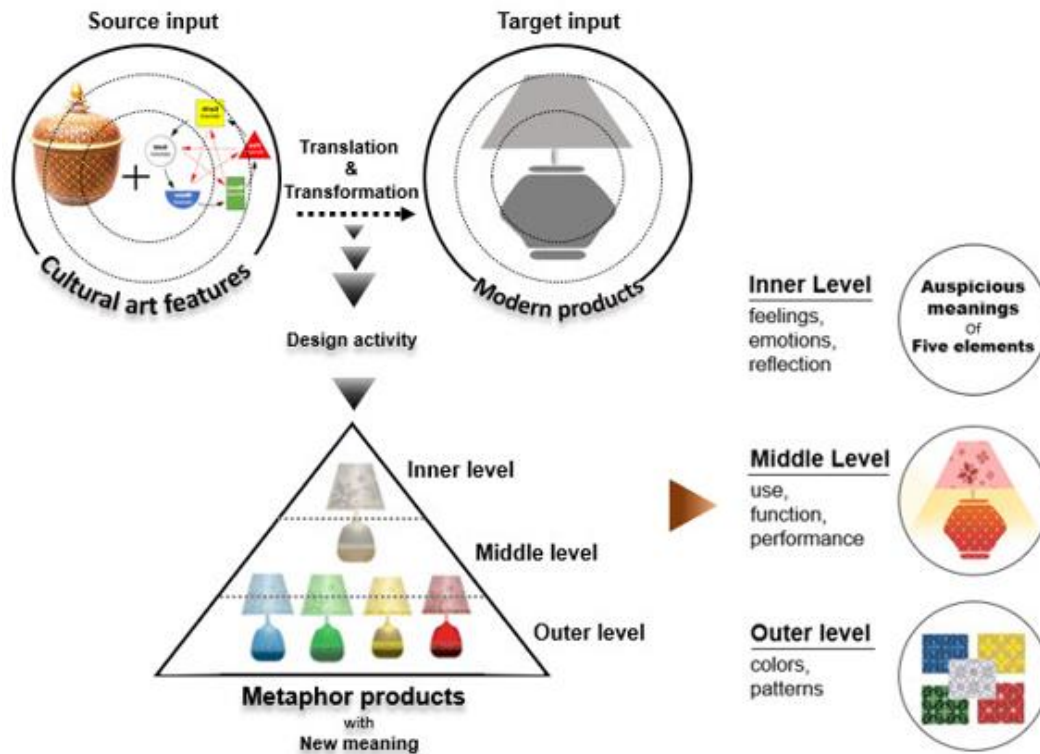 Source input
Target input
Translation
&
Transformation
Cultural art features
Modern products
Design activity
Inner level
Middle level
Outer level
Metaphor products
with
New meaning
Inner Level
feelings,
emotions,
reflection
Auspicious
meanings
Of
Five elements
Middle Level
use,
function,
performance
Outer level
colors,
patterns